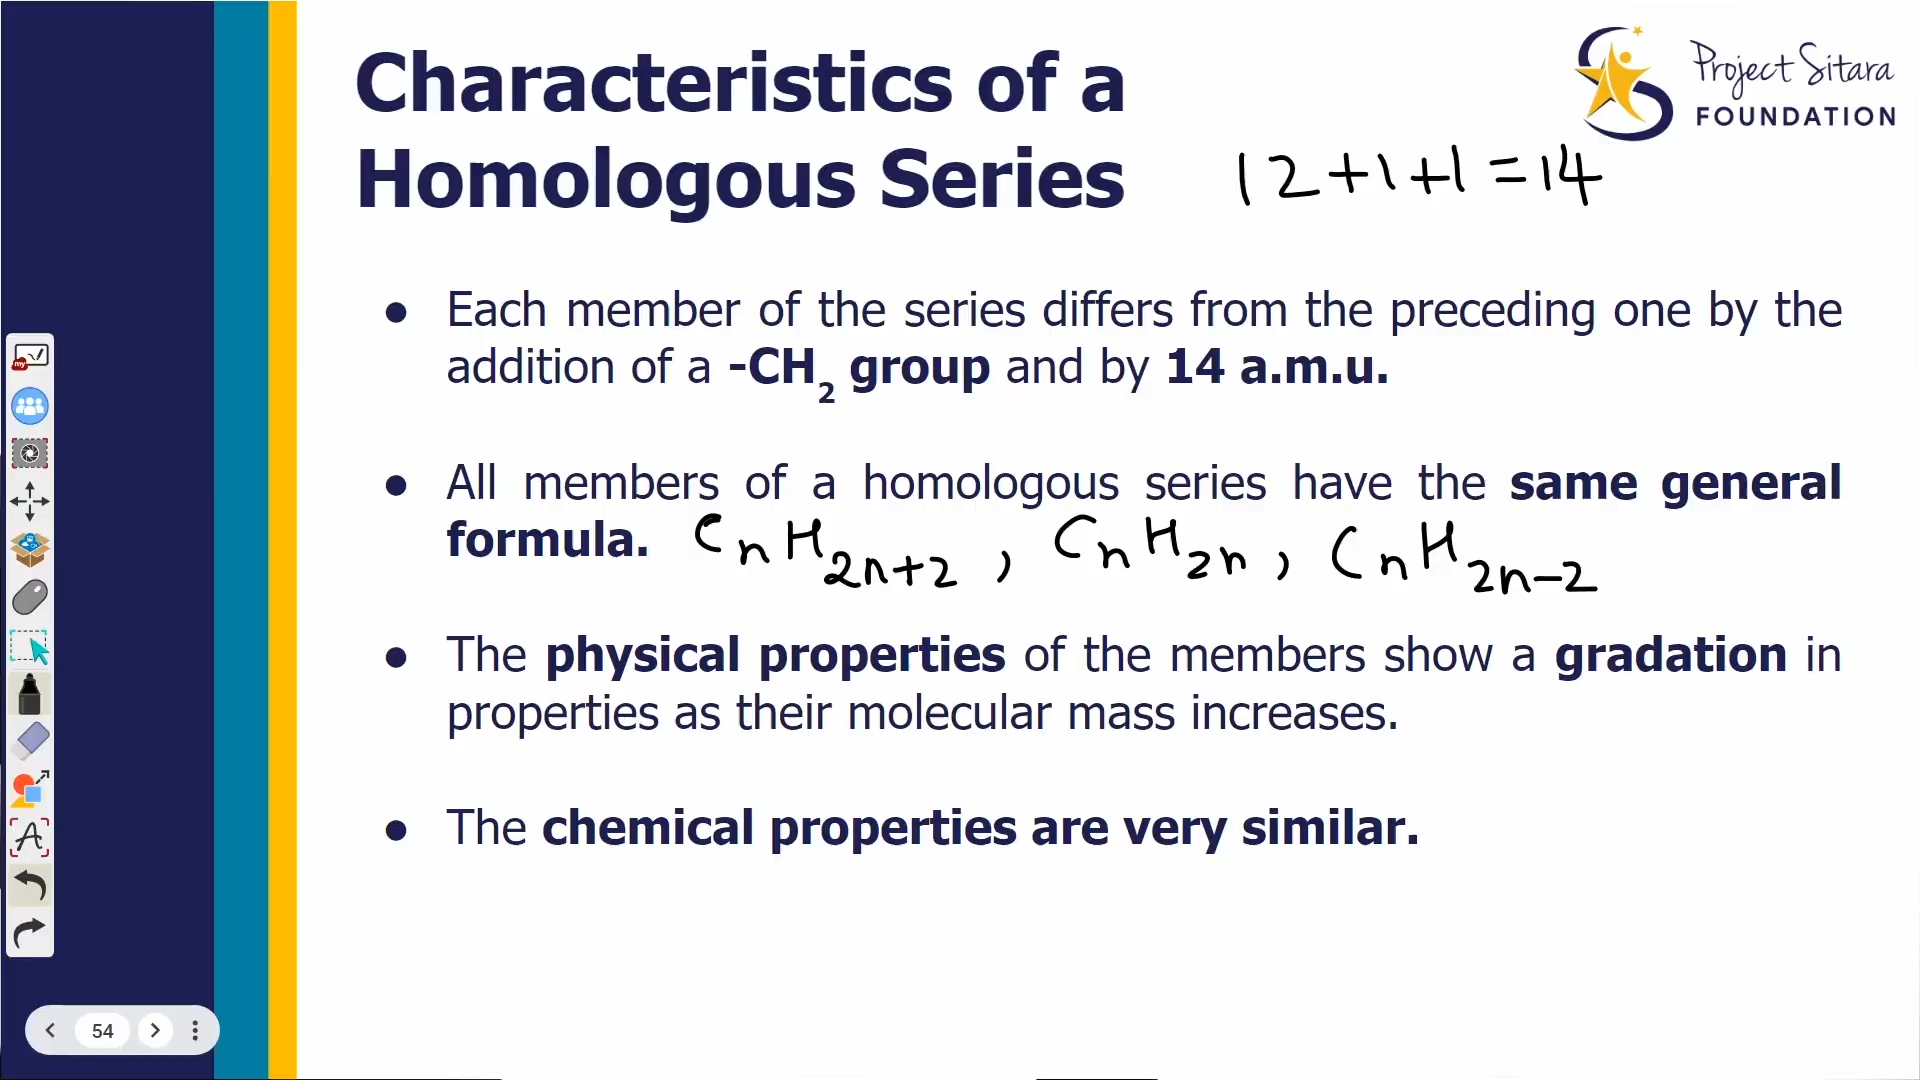 Characteristics of a
Homologous Series
Project Sitara
FOUNDATION
12+1+1=14
● Each member of the series differs from the preceding one by the
addition of a -CH₂ group and by 14 a.m.u.
● All members of a homologous series have the same general
formula. CnH2n+2, CnH2n, CnH2n-2
● The physical properties of the members show a gradation in
properties as their molecular mass increases.
● The chemical properties are very similar.
my
A
54